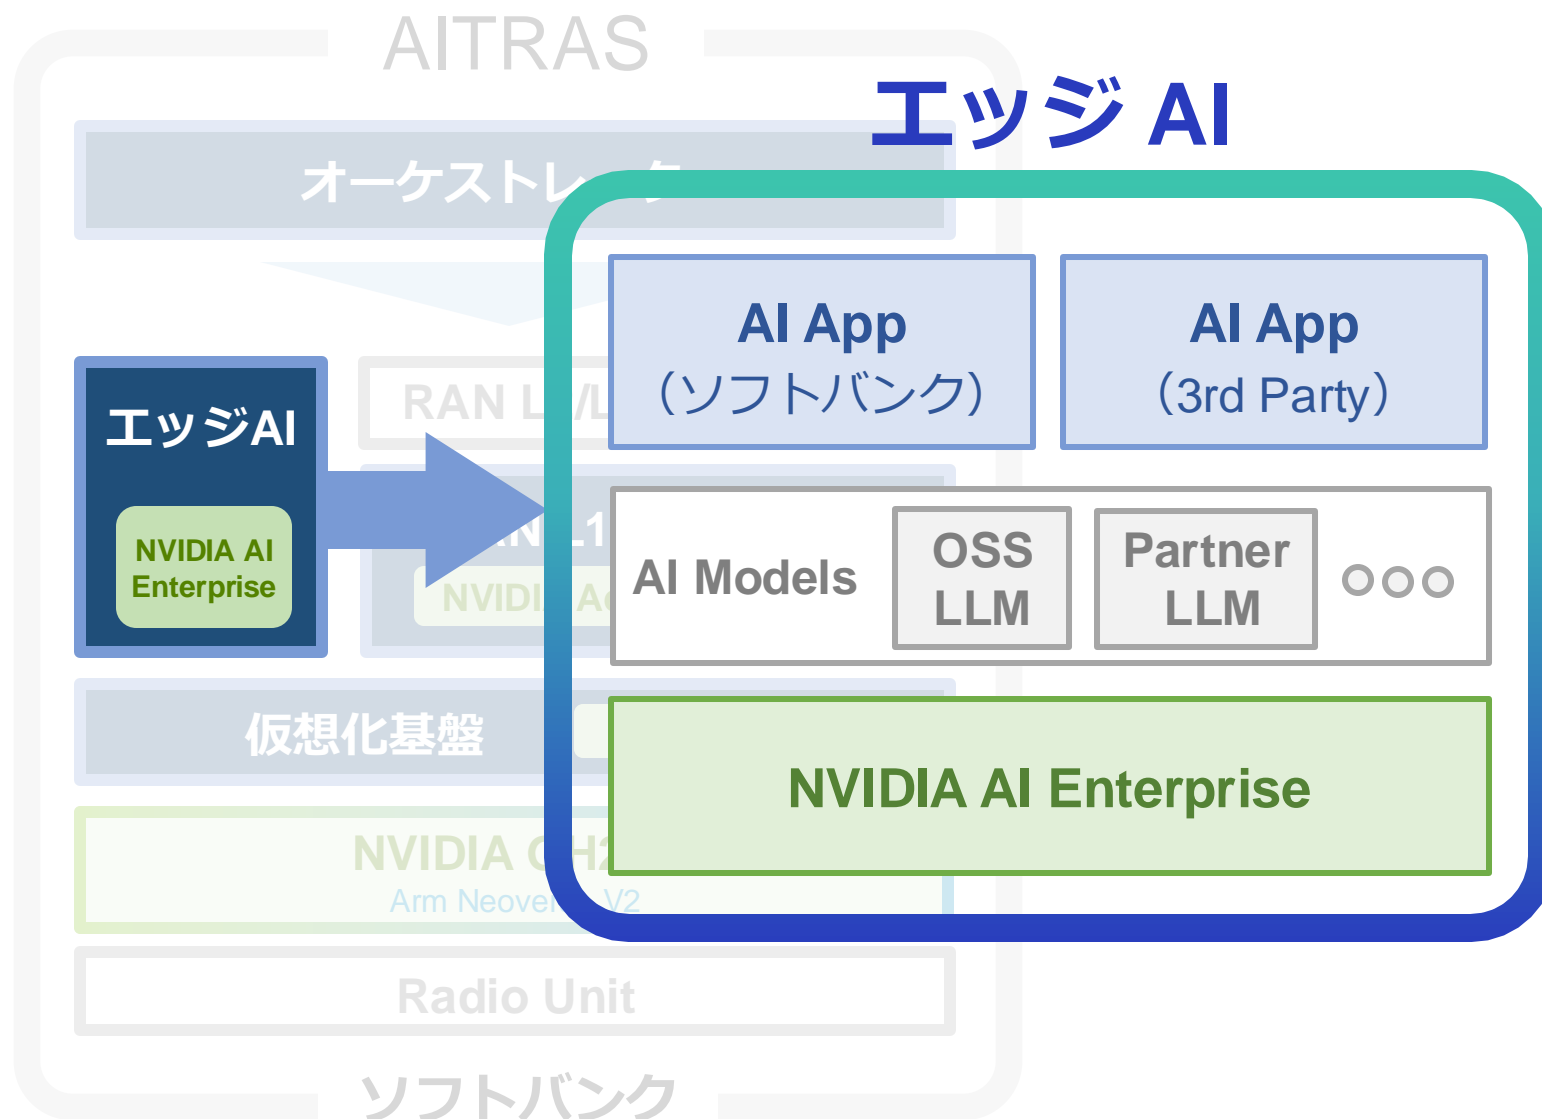 AITRAS
エッジ AI
オーケストレータ
AI App
（ソフトバンク）
AI App
（3rd Party）
エッジAI
NVIDIA AI
Enterprise
RAN
NVIDIA
AI Models
OSS
LLM
Partner
LLM
○○○
仮想化基盤
NVIDIA AI Enterprise
NVIDIA
Arm
V2
Radio Unit
ソフトバンク